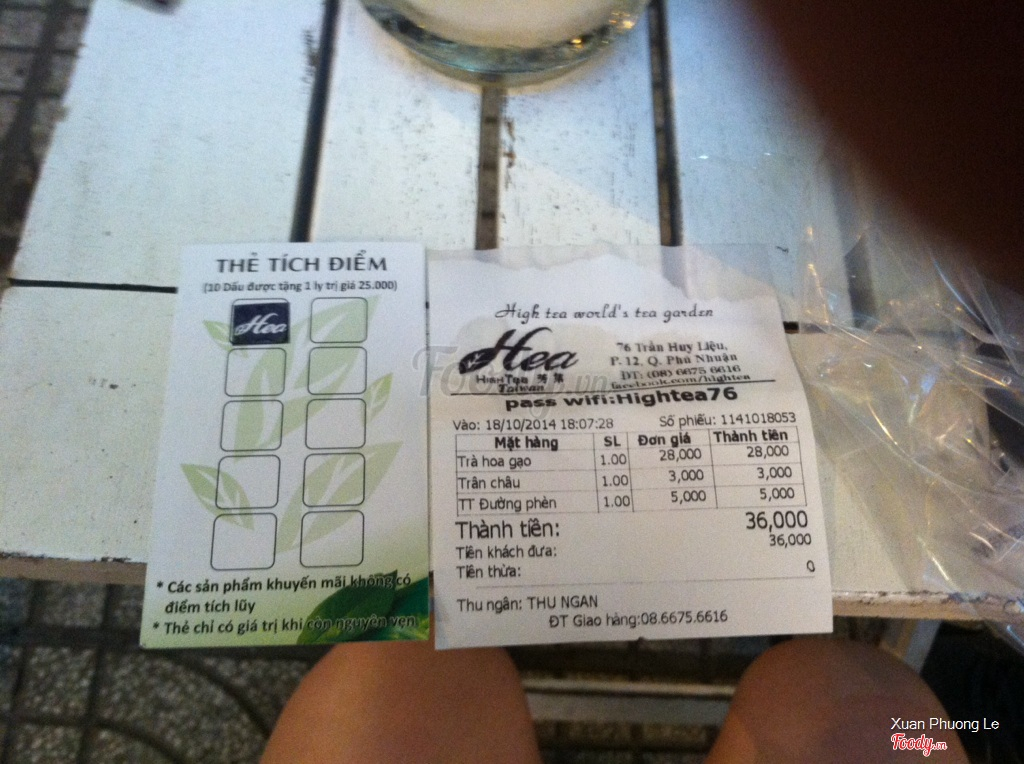 THẺ TÍCH ĐIỂM
(10 Dấu được tặng 1 ly trị giá 25.000)
Hea
* Các sản phẩm khuyến mãi không có
điểm tích lũy
* Thẻ chỉ có giá trị khi còn nguyên vẹn
High tea world's tea garden
Hea
HIGH TEA
Taiwan
76 Trần Huy Liệu,
P. 12, Q. Phú Nhuận
ĐT: (08) 6675 6616
facebook.com/hightea
pass wifi:Hightea76
Vào: 18/10/2014 18:07:28 Số phiếu: 1141018053
Mặt hàng SL Đơn giá Thành tiền
Trà hoa gạo 1.00 28,000 28,000
Trân châu 1.00 3,000 3,000
TT Đường phèn 1.00 5,000 5,000
Thành tiền: 36,000
Tiền khách đưa: 36,000
Tiền thừa: 0
Thu ngân: THU NGAN
ĐT Giao hàng:08.6675.6616
Foody.vn
Xuan Phuong Le
Foody.vn